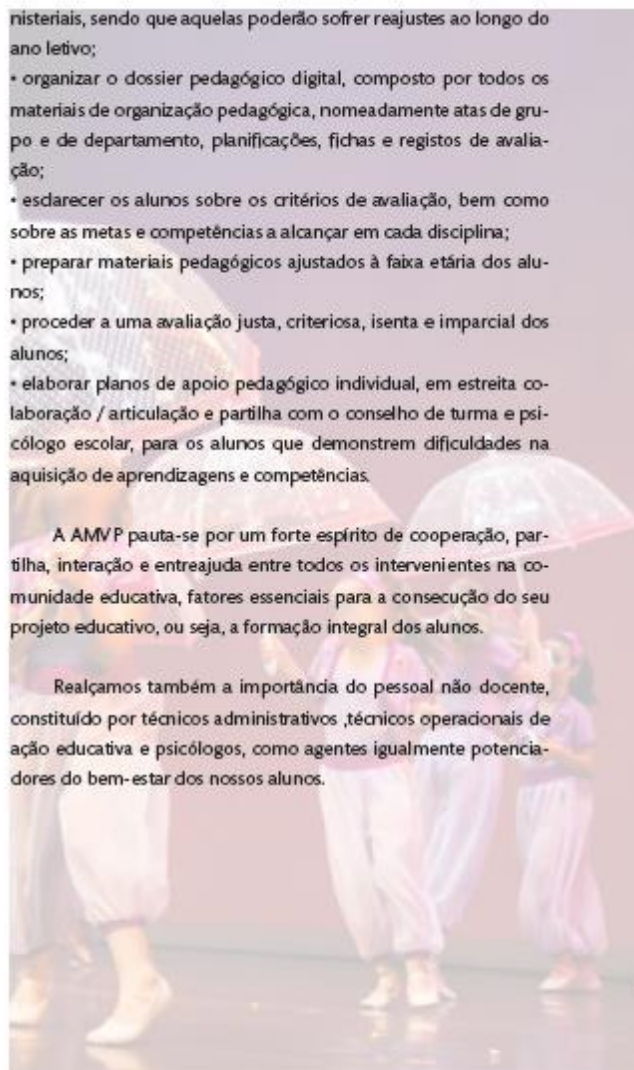 nisteriais, sendo que aquelas poderão sofrer reajustes ao longo do
ano letivo;
• organizar o dossier pedagógico digital, composto por todos os
materiais de organização pedagógica, nomeadamente atas de gru-
po e de departamento, planificações, fichas e registos de avalia-
ção;
• esclarecer os alunos sobre os critérios de avaliação, bem como
sobre as metas e competências a alcançar em cada disciplina;
• preparar materiais pedagógicos ajustados à faixa etária dos alu-
nos;
• proceder a uma avaliação justa, criteriosa, isenta e imparcial dos
alunos;
• elaborar planos de apoio pedagógico individual, em estreita co-
laboração / articulação e partilha com o conselho de turma e psi-
cólogo escolar, para os alunos que demonstrem dificuldades na
aquisição de aprendizagens e competências.
A AMVP pauta-se por um forte espírito de cooperação, par-
tilha, interação e entreajuda entre todos os intervenientes na co-
munidade educativa, fatores essenciais para a consecução do seu
projeto educativo, ou seja, a formação integral dos alunos.
Realçamos também a importância do pessoal não docente,
constituído por técnicos administrativos ,técnicos operacionais de
ação educativa e psicólogos, como agentes igualmente potencia-
dores do bem-estar dos nossos alunos.